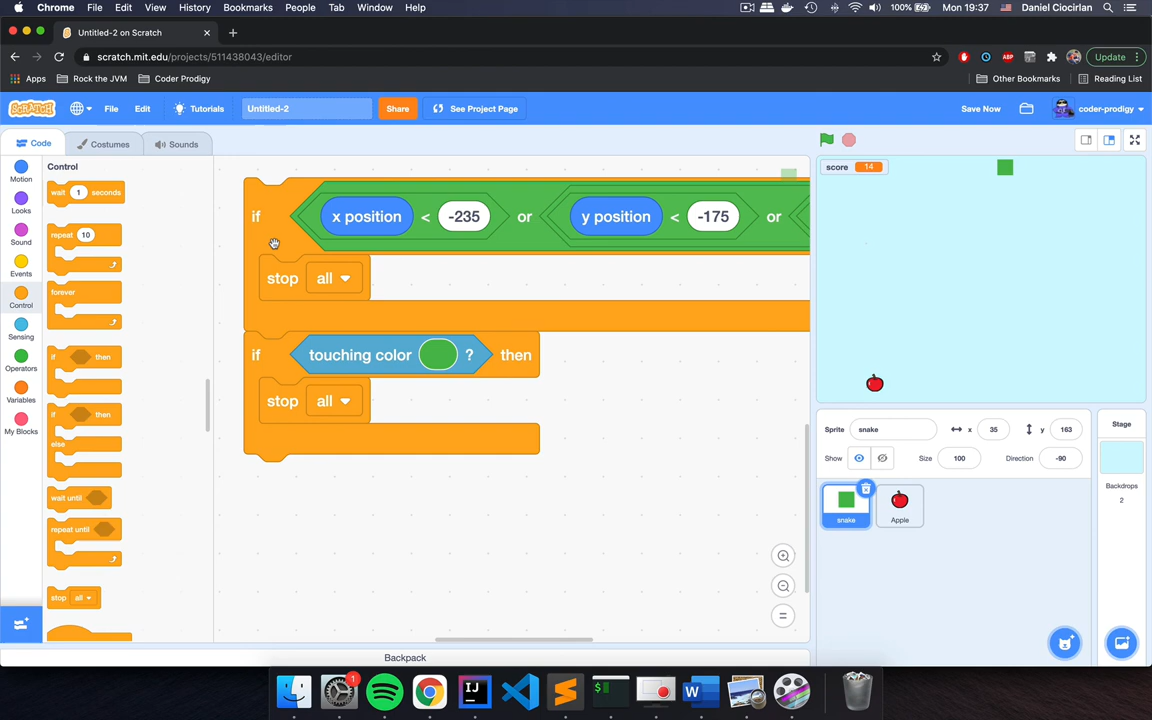 Chrome File Edit View History Bookmarks People Tab Window Help 100% Mon 19:37 Daniel Ciocirlan
Untitled-2 on Scratch
scratch.mit.edu/projects/511438043/editor ABP Update
Apps Rock the JVM Coder Prodigy Other Bookmarks Reading List
SCRATCH File Edit Tutorials Untitled-2 Share See Project Page Save Now coder-prodigy
Code Costumes Sounds
Motion
Looks
Sound
Events
Control
Sensing
Operators
Variables
My Blocks
Control
wait 1 seconds
repeat 10
forever
if then
if then
else
wait until
repeat until
stop all
if x position < -235 or y position < -175 or
stop all
if touching color ? then
stop all
score 14
Sprite snake x 35 y 163
Show Size 100 Direction -90
snake
Apple
Stage
Backdrops
2
Backpack
1
IJ
$
W